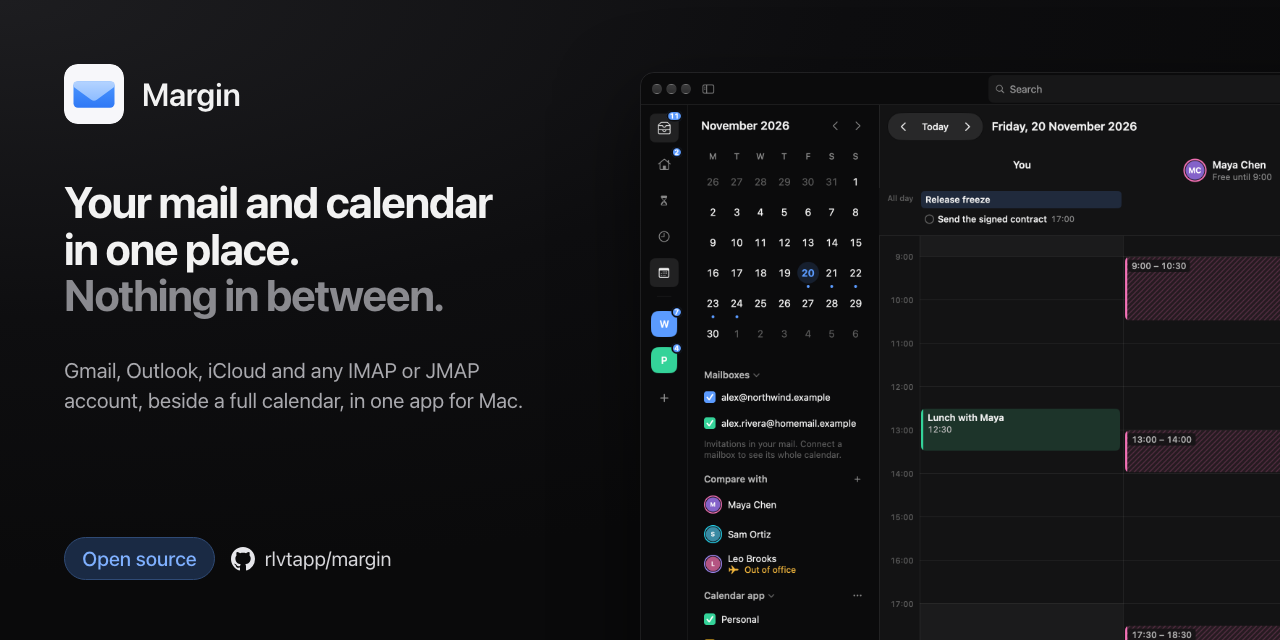 Margin
Your mail and calendar
in one place.
Nothing in between.
Gmail, Outlook, iCloud and any IMAP or JMAP
account, beside a full calendar, in one app for Mac.
Open source
rlvtapp/margin
Search
11
2
7
W
4
P
November 2026
M T W T F S S
26 27 28 29 30 31 1
2 3 4 5 6 7 8
9 10 11 12 13 14 15
16 17 18 19 20 21 22
23 24 25 26 27 28 29
30 1 2 3 4 5 6
Mailboxes
alex@northwind.example
alex.rivera@homemail.example
Invitations in your mail. Connect a
mailbox to see its whole calendar.
Compare with
M Maya Chen
S Sam Ortiz
L Leo Brooks
Out of office
Calendar app
Personal
Today
Friday, 20 November 2026
You
MC Maya Chen
Free until 9:00
All day
Release freeze
Send the signed contract 17:00
9:00
9:00 – 10:30
10:00
11:00
12:00
Lunch with Maya
12:30
13:00
13:00 – 14:00
14:00
15:00
16:00
17:00
17:30 – 18:30